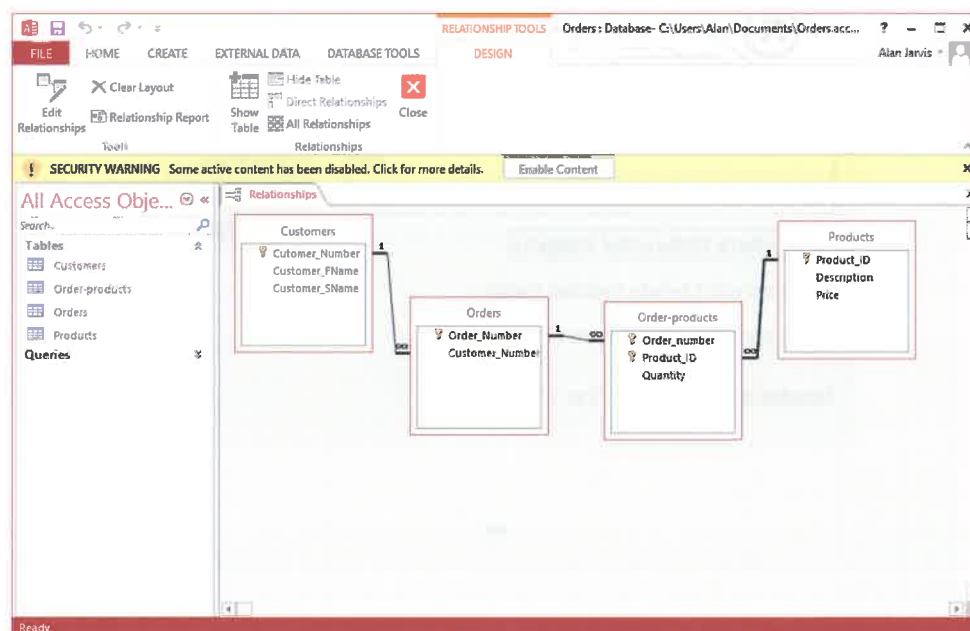 RELATIONSHIP TOOLS Orders : Database- C:\Users\Alan\Documents\Orders.acc... ?
FILE HOME CREATE EXTERNAL DATA DATABASE TOOLS DESIGN Alan Jarvis
Edit Relationships
Clear Layout
Relationship Report
Tools
Show Table
Hide Table
Direct Relationships
All Relationships
Close
Relationships
SECURITY WARNING Some active content has been disabled. Click for more details. Enable Content
All Access Obje... «
Search..
Tables
Customers
Order-products
Orders
Products
Queries
Relationships
Customers
Cutomer_Number
Customer_FName
Customer_SName
1
∞
Orders
Order_Number
Customer_Number
1
∞
Order-products
Order_number
Product_ID
Quantity
1
∞
Products
Product_ID
Description
Price
Ready